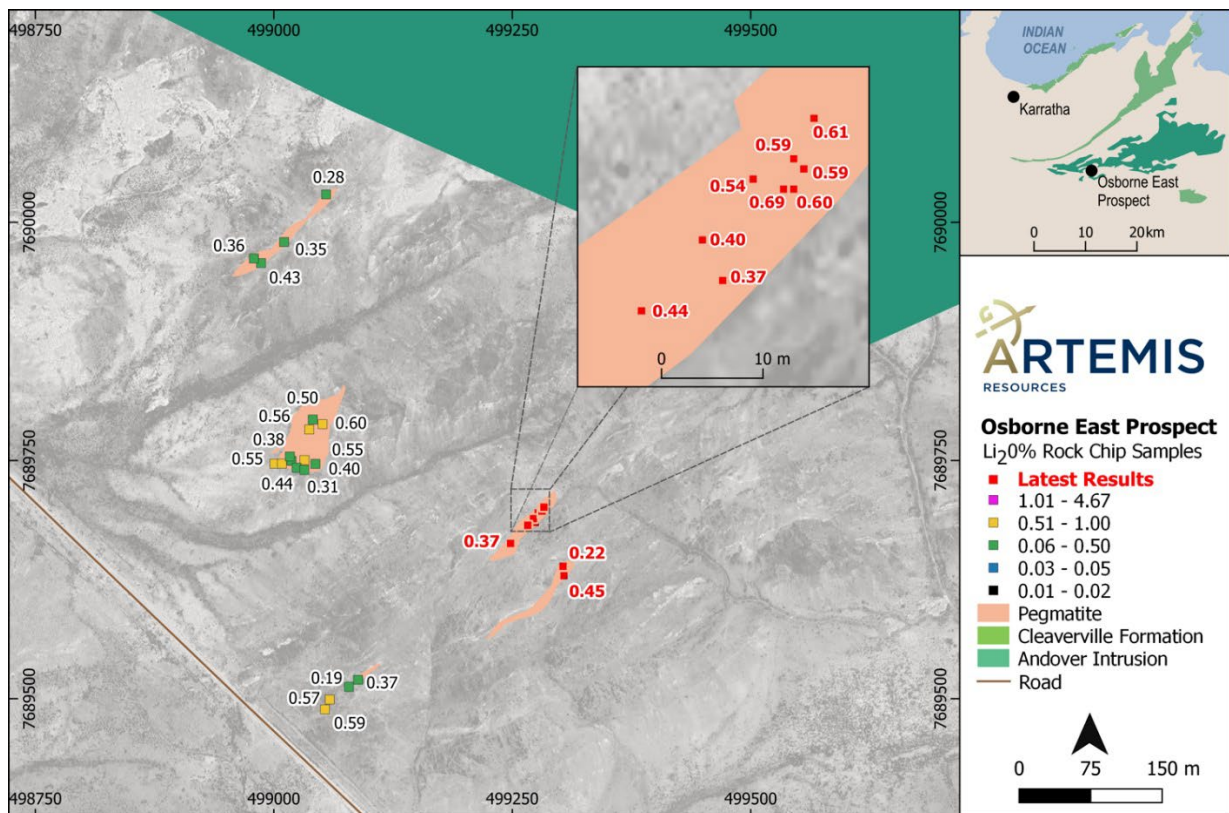 498750
499000
499250
499500
7690000
7689750
7689500
7690000
7689750
7689500
498750
499000
499250
499500
0.28
0.36
0.35
0.43
0.50
0.56
0.60
0.38
0.55
0.55
0.40
0.44
0.31
0.37
0.22
0.45
0.19
0.37
0.57
0.59
0.61
0.59
0.59
0.54
0.69
0.60
0.40
0.37
0.44
0
10 m
INDIAN
OCEAN
Karratha
Osborne East
Prospect
0
10
20km
ARTEMIS
RESOURCES
Osborne East Prospect
Li₂0% Rock Chip Samples
Latest Results
1.01 - 4.67
0.51 - 1.00
0.06 - 0.50
0.03 - 0.05
0.01 - 0.02
Pegmatite
Cleaverville Formation
Andover Intrusion
Road
0
75
150 m